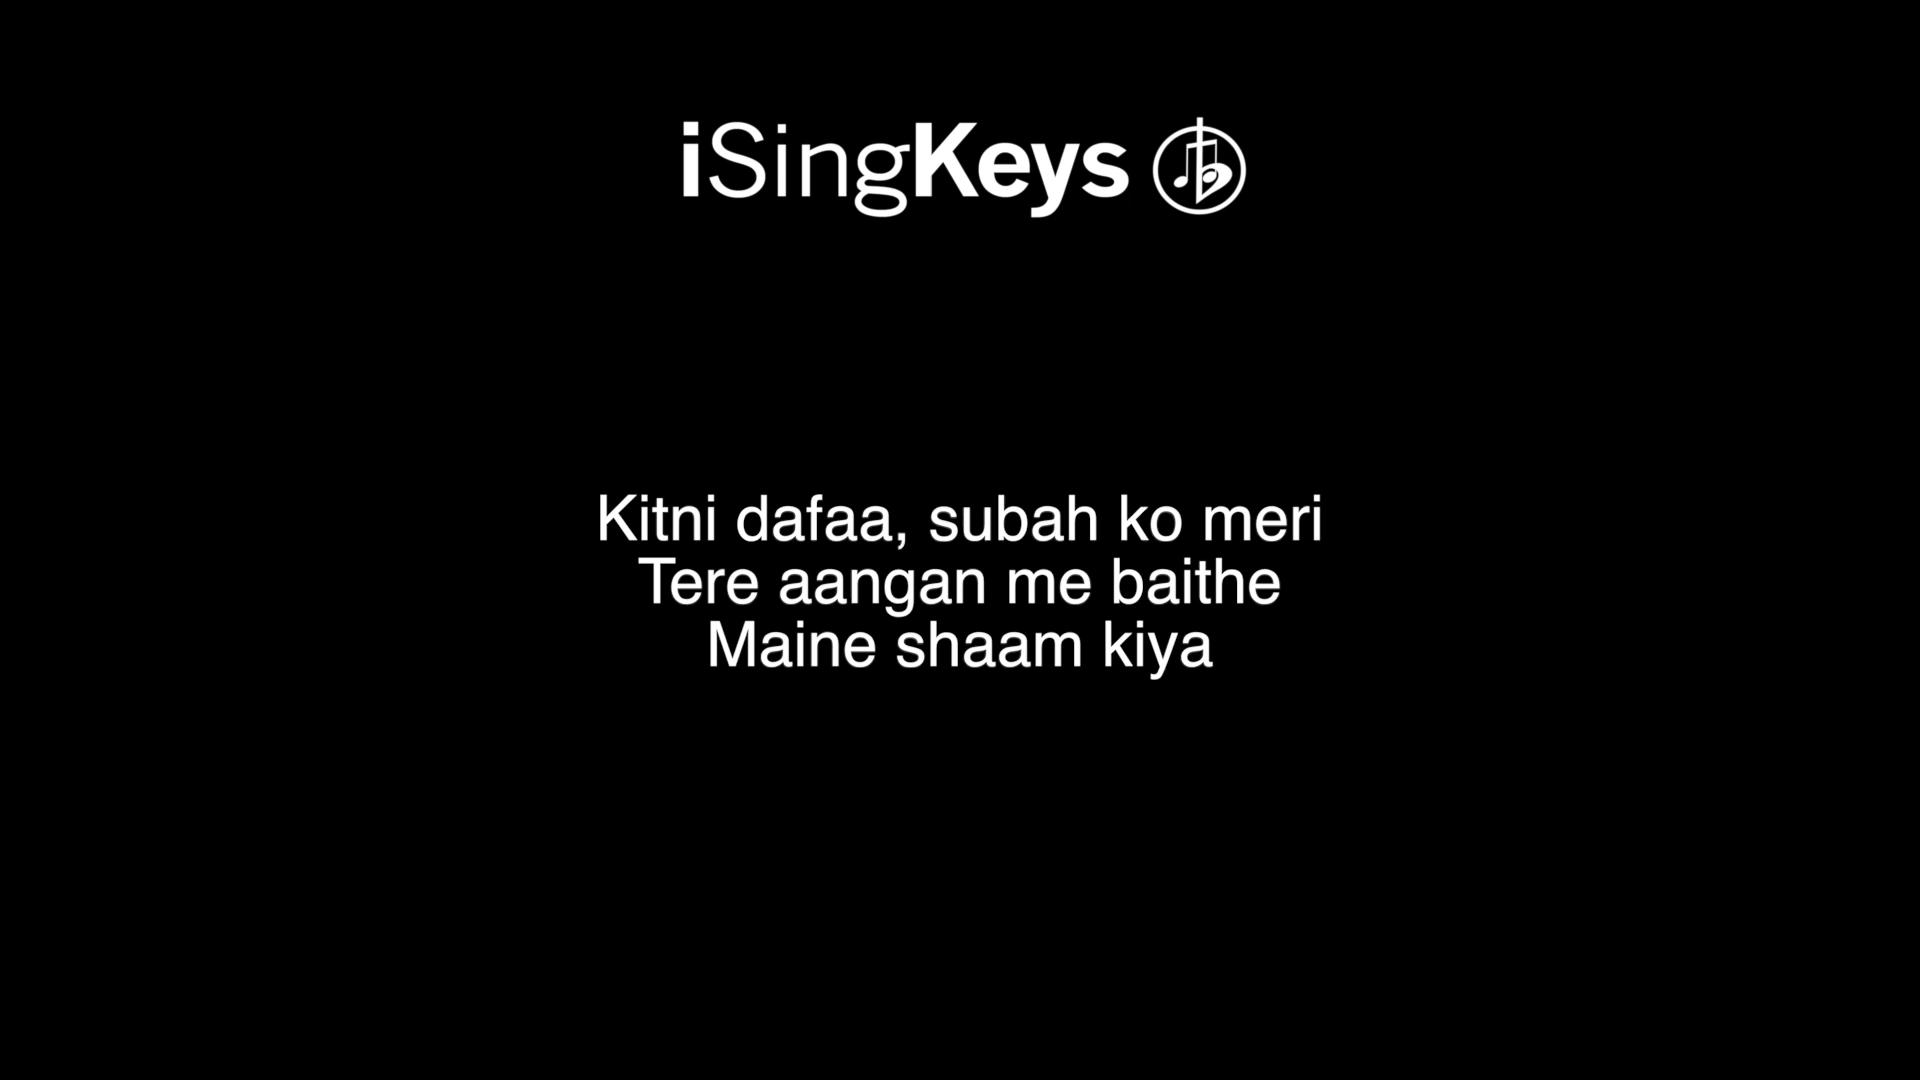 iSingKeys
Kitni dafaa, subah ko meri
Tere aangan me baithe
Maine shaam kiya